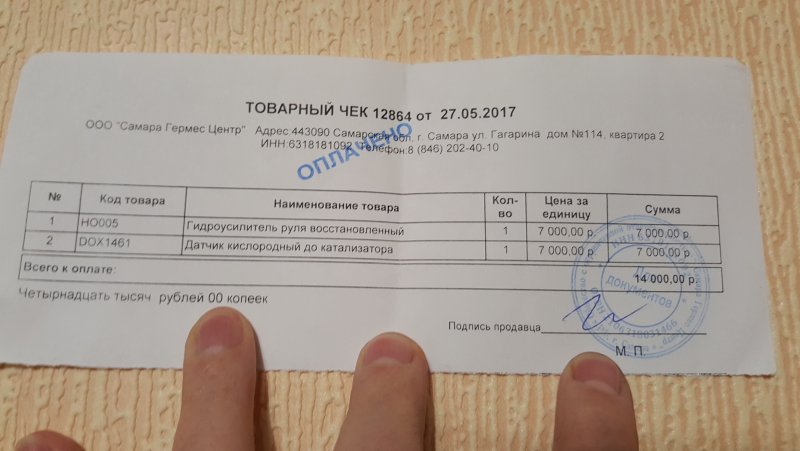 ТОВАРНЫЙ ЧЕК 12864 от 27.05.2017
ООО "Самара Гермес Центр" Адрес:443090 Самарская обл, г. Самара ул. Гагарина дом №114, квартира 2
ИНН:6318181092 Телефон:8 (846) 202-40-10
ОПЛАЧЕНО
№ Код товара Наименование товара Кол-во Цена за единицу Сумма
1 НО005 Гидроусилитель руля восстановленный 1 7 000,00 р. 7 000,00 р.
2 DOX1461 Датчик кислородный до катализатора 1 7 000,00 р. 7 000,00 р.
Всего к оплате: 14 000,00 р.
Четырнадцать тысяч рублей 00 копеек
Подпись продавца
М. П.
Для
документов